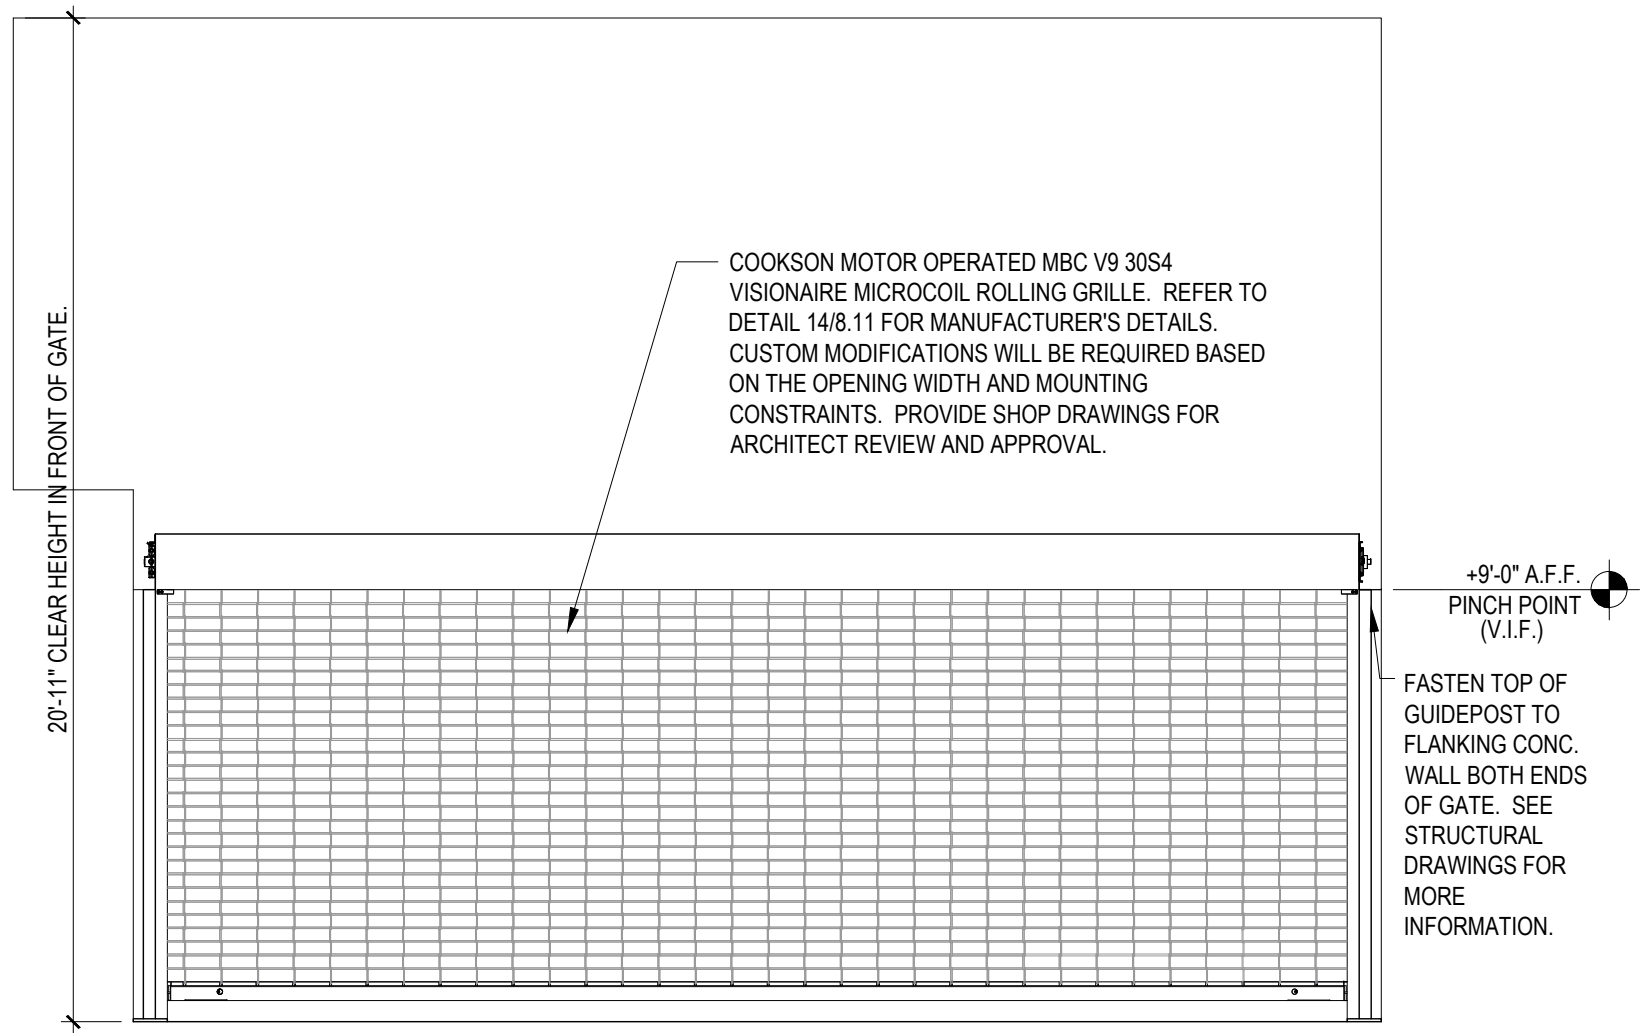 COOKSON MOTOR OPERATED MBC V9 30S4
VISIONAIRE MICROCOIL ROLLING GRILLE.  REFER TO
DETAIL 14/8.11 FOR MANUFACTURER'S DETAILS.
CUSTOM MODIFICATIONS WILL BE REQUIRED BASED
ON THE OPENING WIDTH AND MOUNTING
CONSTRAINTS.  PROVIDE SHOP DRAWINGS FOR
ARCHITECT REVIEW AND APPROVAL.
20'-11" CLEAR HEIGHT IN FRONT OF GATE.
+9'-0" A.F.F.
PINCH POINT
(V.I.F.)
FASTEN TOP OF
GUIDEPOST TO
FLANKING CONC.
WALL BOTH ENDS
OF GATE.  SEE
STRUCTURAL
DRAWINGS FOR
MORE
INFORMATION.